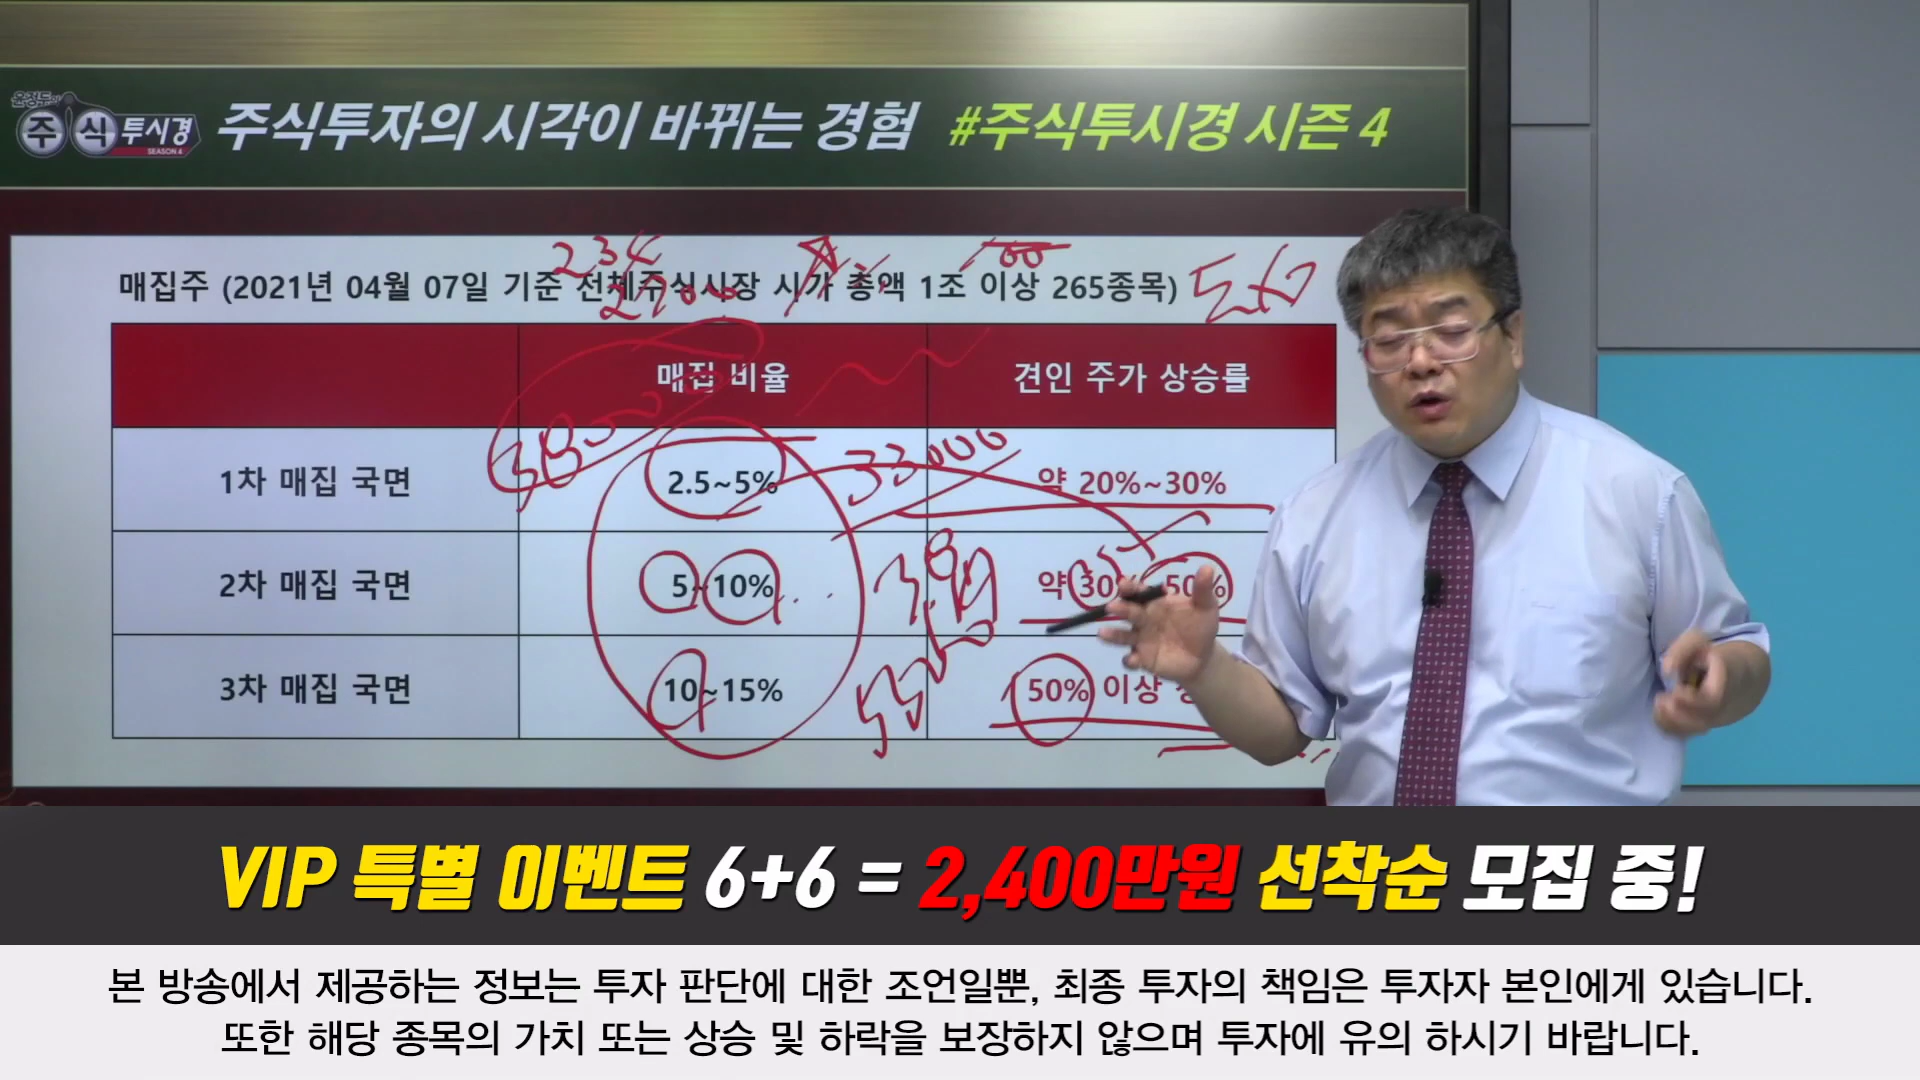 윤정두의
주식투시경
SEASON 4
주식투자의 시각이 바뀌는 경험 #주식투시경 시즌 4
234
2700
100
매집주 (2021년 04월 07일 기준 전체주식시장 시가 총액 1조 이상 265종목)
매집 비율 견인 주가 상승률
33000
1차 매집 국면 2.5~5% 약 20%~30%
2차 매집 국면 5~10% 약 30%~50%
3차 매집 국면 10~15% 50% 이상
VIP 특별 이벤트 6+6 = 2,400만원 선착순 모집 중!
본 방송에서 제공하는 정보는 투자 판단에 대한 조언일뿐, 최종 투자의 책임은 투자자 본인에게 있습니다.
또한 해당 종목의 가치 또는 상승 및 하락을 보장하지 않으며 투자에 유의 하시기 바랍니다.